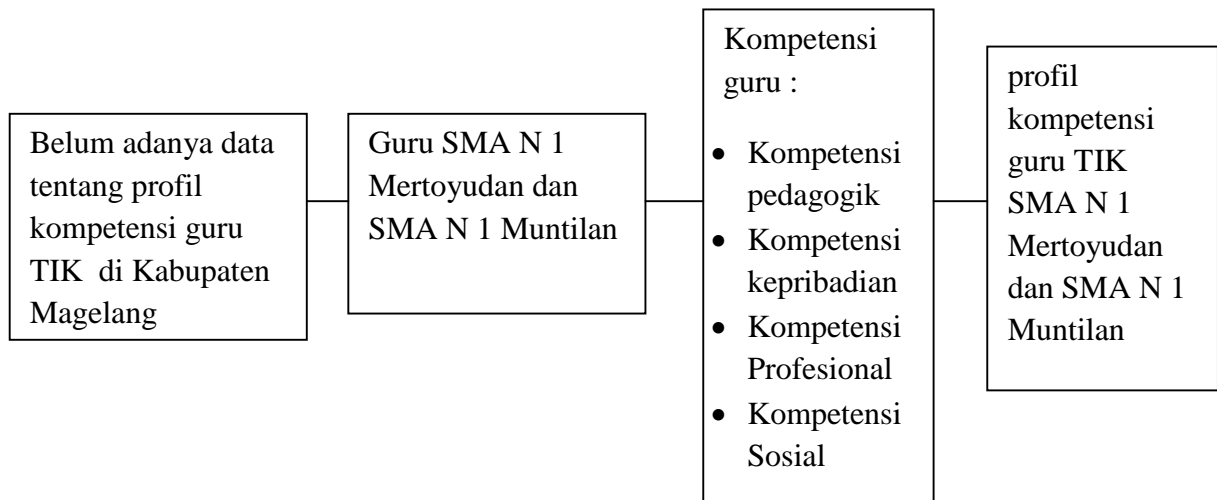 Belum adanya data
tentang profil
kompetensi guru
TIK  di Kabupaten
Magelang
Guru SMA N 1
Mertoyudan dan
SMA N 1 Muntilan
Kompetensi
guru :
• Kompetensi
pedagogik
• Kompetensi
kepribadian
• Kompetensi
Profesional
• Kompetensi
Sosial
profil
kompetensi
guru TIK
SMA N 1
Mertoyudan
dan SMA N 1
Muntilan